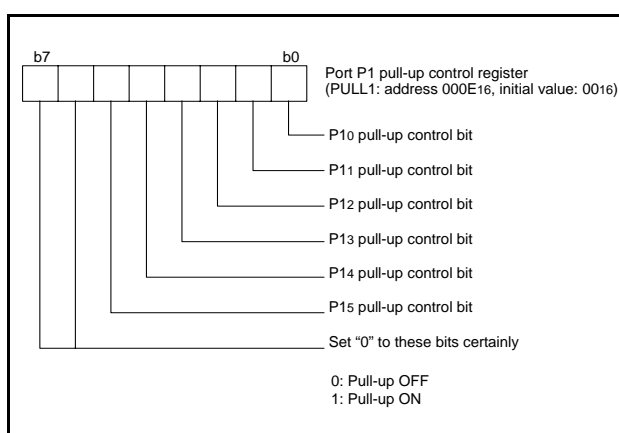 b7 b0
Port P1 pull-up control register
(PULL1: address 000E16, initial value: 0016)
P10 pull-up control bit
P11 pull-up control bit
P12 pull-up control bit
P13 pull-up control bit
P14 pull-up control bit
P15 pull-up control bit
Set “0” to these bits certainly
0: Pull-up OFF
1: Pull-up ON